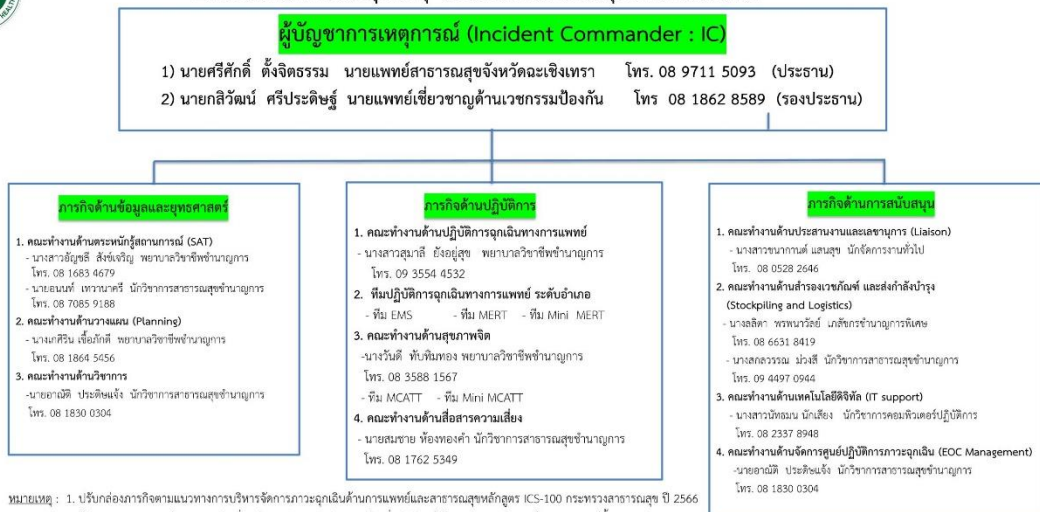 HEALTH
ผู้บัญชาการเหตุการณ์ (Incident Commander : IC)
1) นายศรีศักดิ์ ตั้งจิตธรรม นายแพทย์สาธารณสุขจังหวัดฉะเชิงเทรา โทร. 08 9711 5093 (ประธาน)
2) นายกสิวัฒน์ ศรีประดิษฐ์ นายแพทย์เชี่ยวชาญด้านเวชกรรมป้องกัน โทร 08 1862 8589 (รองประธาน)
ภารกิจด้านข้อมูลและยุทธศาสตร์
1. คณะทำงานด้านตระหนักรู้สถานการณ์ (SAT)
- นางสาวอัญชลี สังข์เจริญ พยาบาลวิชาชีพชำนาญการ
โทร. 08 1683 4679
- นายอนนท์ เทวานาครี นักวิชาการสาธารณสุขชำนาญการ
โทร. 08 7085 9188
2. คณะทำงานด้านวางแผน (Planning)
- นางเกศิริน เชื้อภักดี พยาบาลวิชาชีพชำนาญการ
โทร. 08 1864 5456
3. คณะทำงานด้านวิชาการ
-นายอาณัติ ประดิษแจ้ง นักวิชาการสาธารณสุขชำนาญการ
โทร. 08 1830 0304
ภารกิจด้านปฏิบัติการ
1. คณะทำงานด้านปฏิบัติการฉุกเฉินทางการแพทย์
- นางสาวสุมาลี ยังอยู่สุข พยาบาลวิชาชีพชำนาญการ
โทร. 09 3554 4532
2. ทีมปฏิบัติการฉุกเฉินทางการแพทย์ ระดับอำเภอ
- ทีม EMS - ทีม MERT - ทีม Mini MERT
3. คณะทำงานด้านสุขภาพจิต
-นางวันดี ทับทิมทอง พยาบาลวิชาชีพชำนาญการ
โทร. 08 3588 1567
- ทีม MCATT - ทีม Mini MCATT
4. คณะทำงานด้านสื่อสารความเสี่ยง
- นายสมชาย ห้องทองคำ นักวิชาการสาธารณสุขชำนาญการ
โทร. 08 1762 5349
ภารกิจด้านการสนับสนุน
1. คณะทำงานด้านประสานงานและเลขานุการ (Liaison)
- นางสาวชนากานต์ แสนสุข นักจัดการงานทั่วไป
โทร. 08 0528 2646
2. คณะทำงานด้านสำรองเวชภัณฑ์ และส่งกำลังบำรุง
(Stockpiling and Logistics)
- นางลลิตา พรพนาวัลย์ เภสัชกรชำนาญการพิเศษ
โทร. 08 6631 8419
- นางสกลวรรณ ม่วงสี นักวิชาการสาธารณสุขชำนาญการ
โทร. 09 4497 0944
3. คณะทำงานด้านเทคโนโลยีดิจิทัล (IT support)
- นางสาวนัทธมน นักเสียง นักวิชาการคอมพิวเตอร์ปฏิบัติการ
โทร. 08 2337 8948
4. คณะทำงานด้านจัดการศูนย์ปฏิบัติการภาวะฉุกเฉิน (EOC Management)
-นายอาณัติ ประดิษแจ้ง นักวิชาการสาธารณสุขชำนาญการ
โทร. 08 1830 0304
หมายเหตุ : 1. ปรับกล่องภารกิจตามแนวทางการบริหารจัดการภาวะฉุกเฉินด้านการแพทย์และสาธารณสุขหลักสูตร ICS-100 กระทรวงสาธารณสุข ปี 2566